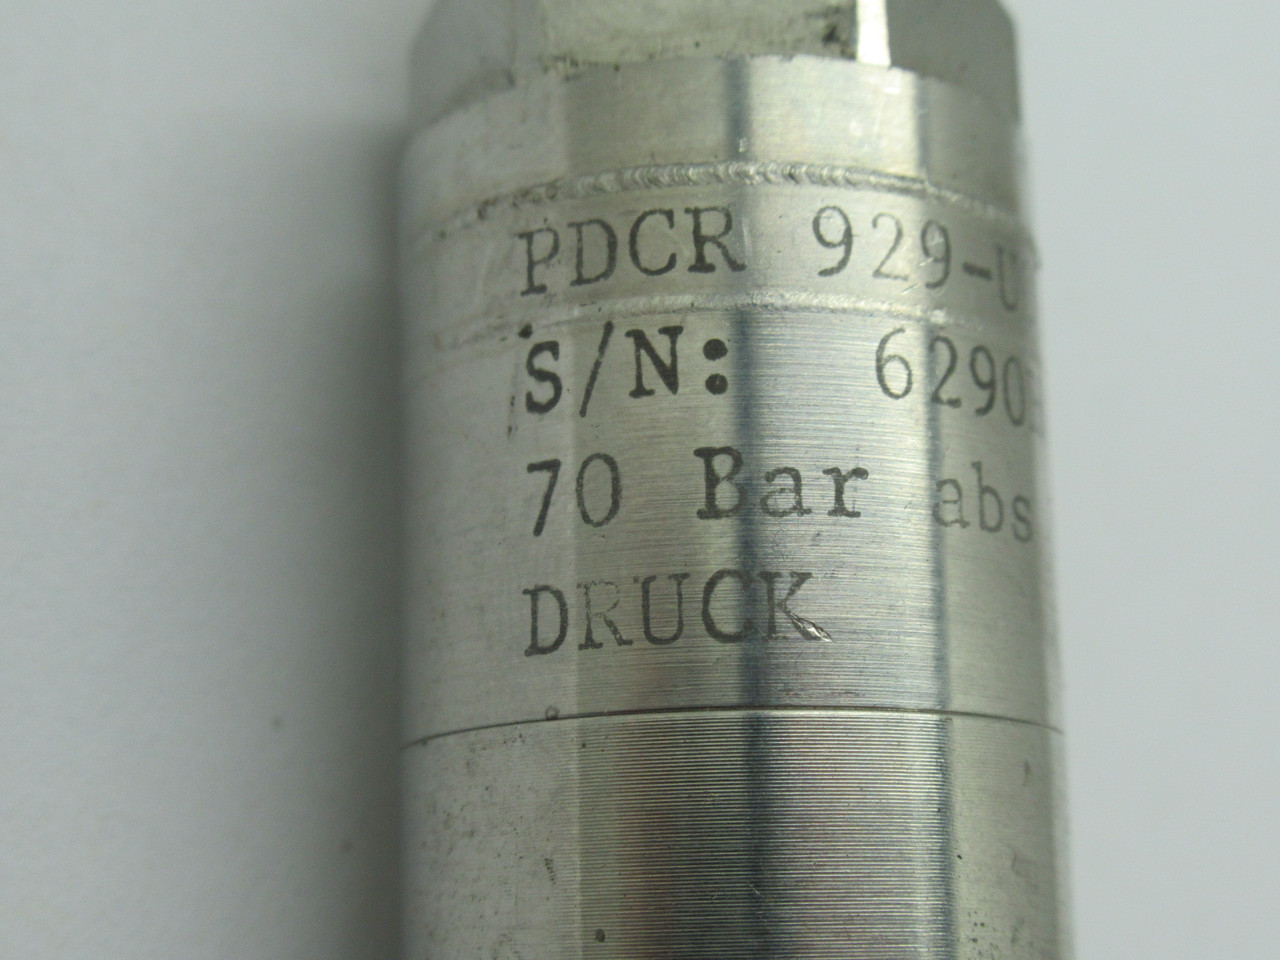 PDCR 929-U
S/N: 6290
70 Bar abs
DRUCK